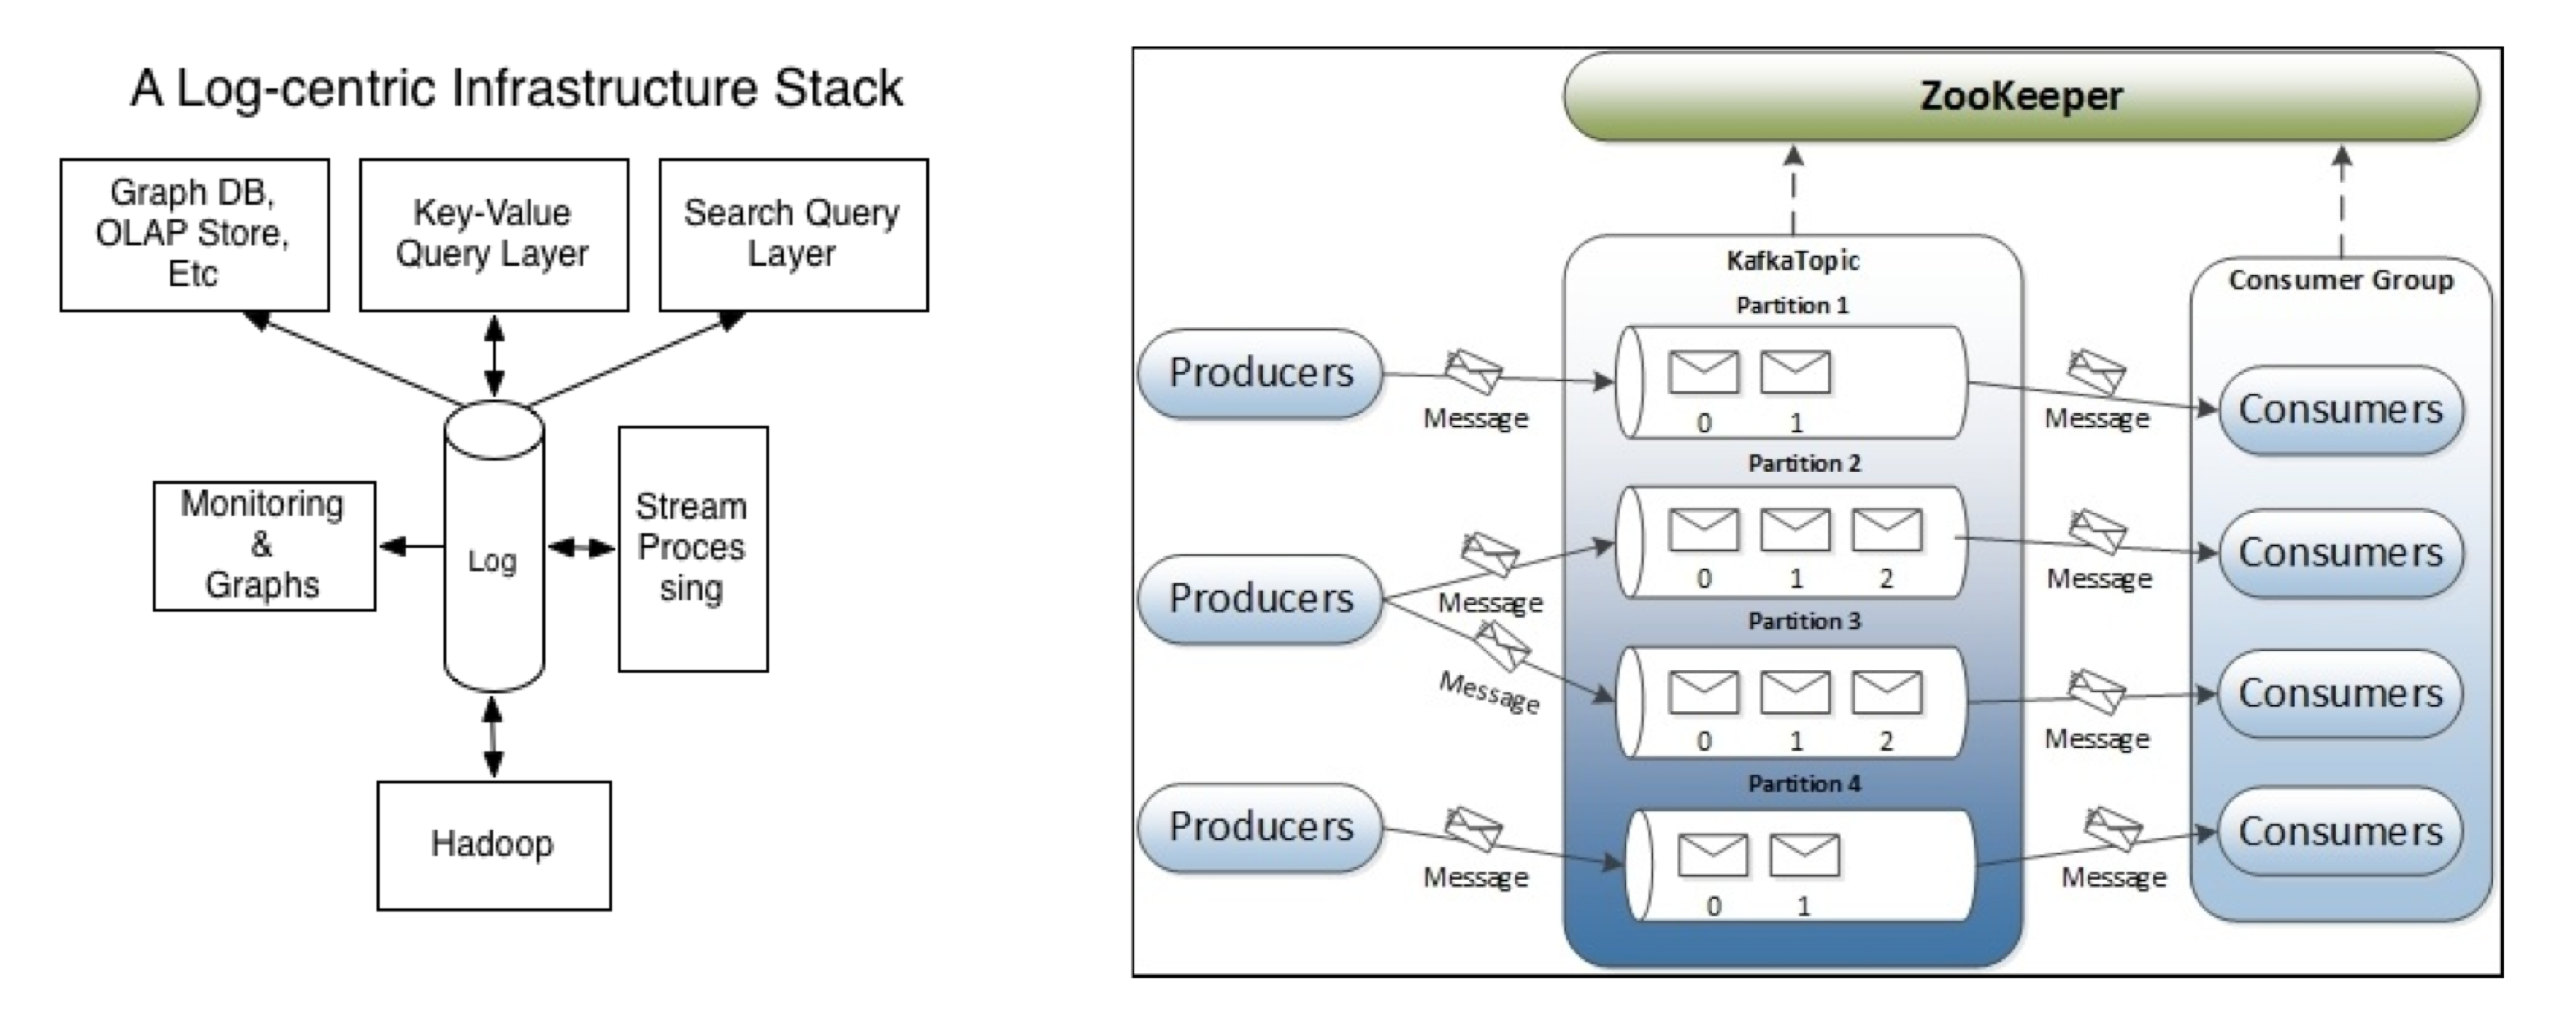 A Log-centric Infrastructure Stack
Graph DB,
OLAP Store,
Etc
Key-Value
Query Layer
Search Query
Layer
Monitoring
&
Graphs
Log
Stream
Proces
sing
Hadoop
ZooKeeper
KafkaTopic
Consumer Group
Partition 1
Producers
Message
0 1
Message
Consumers
Partition 2
Producers
Message
Message
0 1 2
Message
Consumers
Partition 3
0 1 2
Message
Consumers
Partition 4
Producers
Message
0 1
Message
Consumers